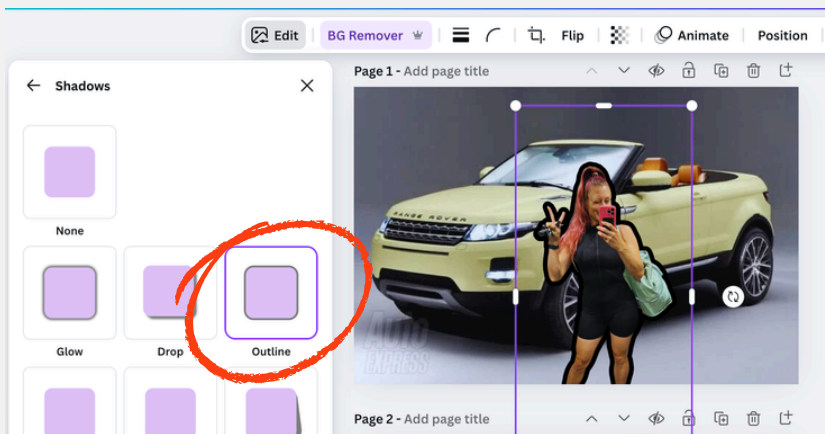 Edit BG Remover Flip Animate Position
Shadows
None
Glow Drop Outline
Page 1 - Add page title
RANGE ROVER
Auto
EXPRESS
Page 2 - Add page title